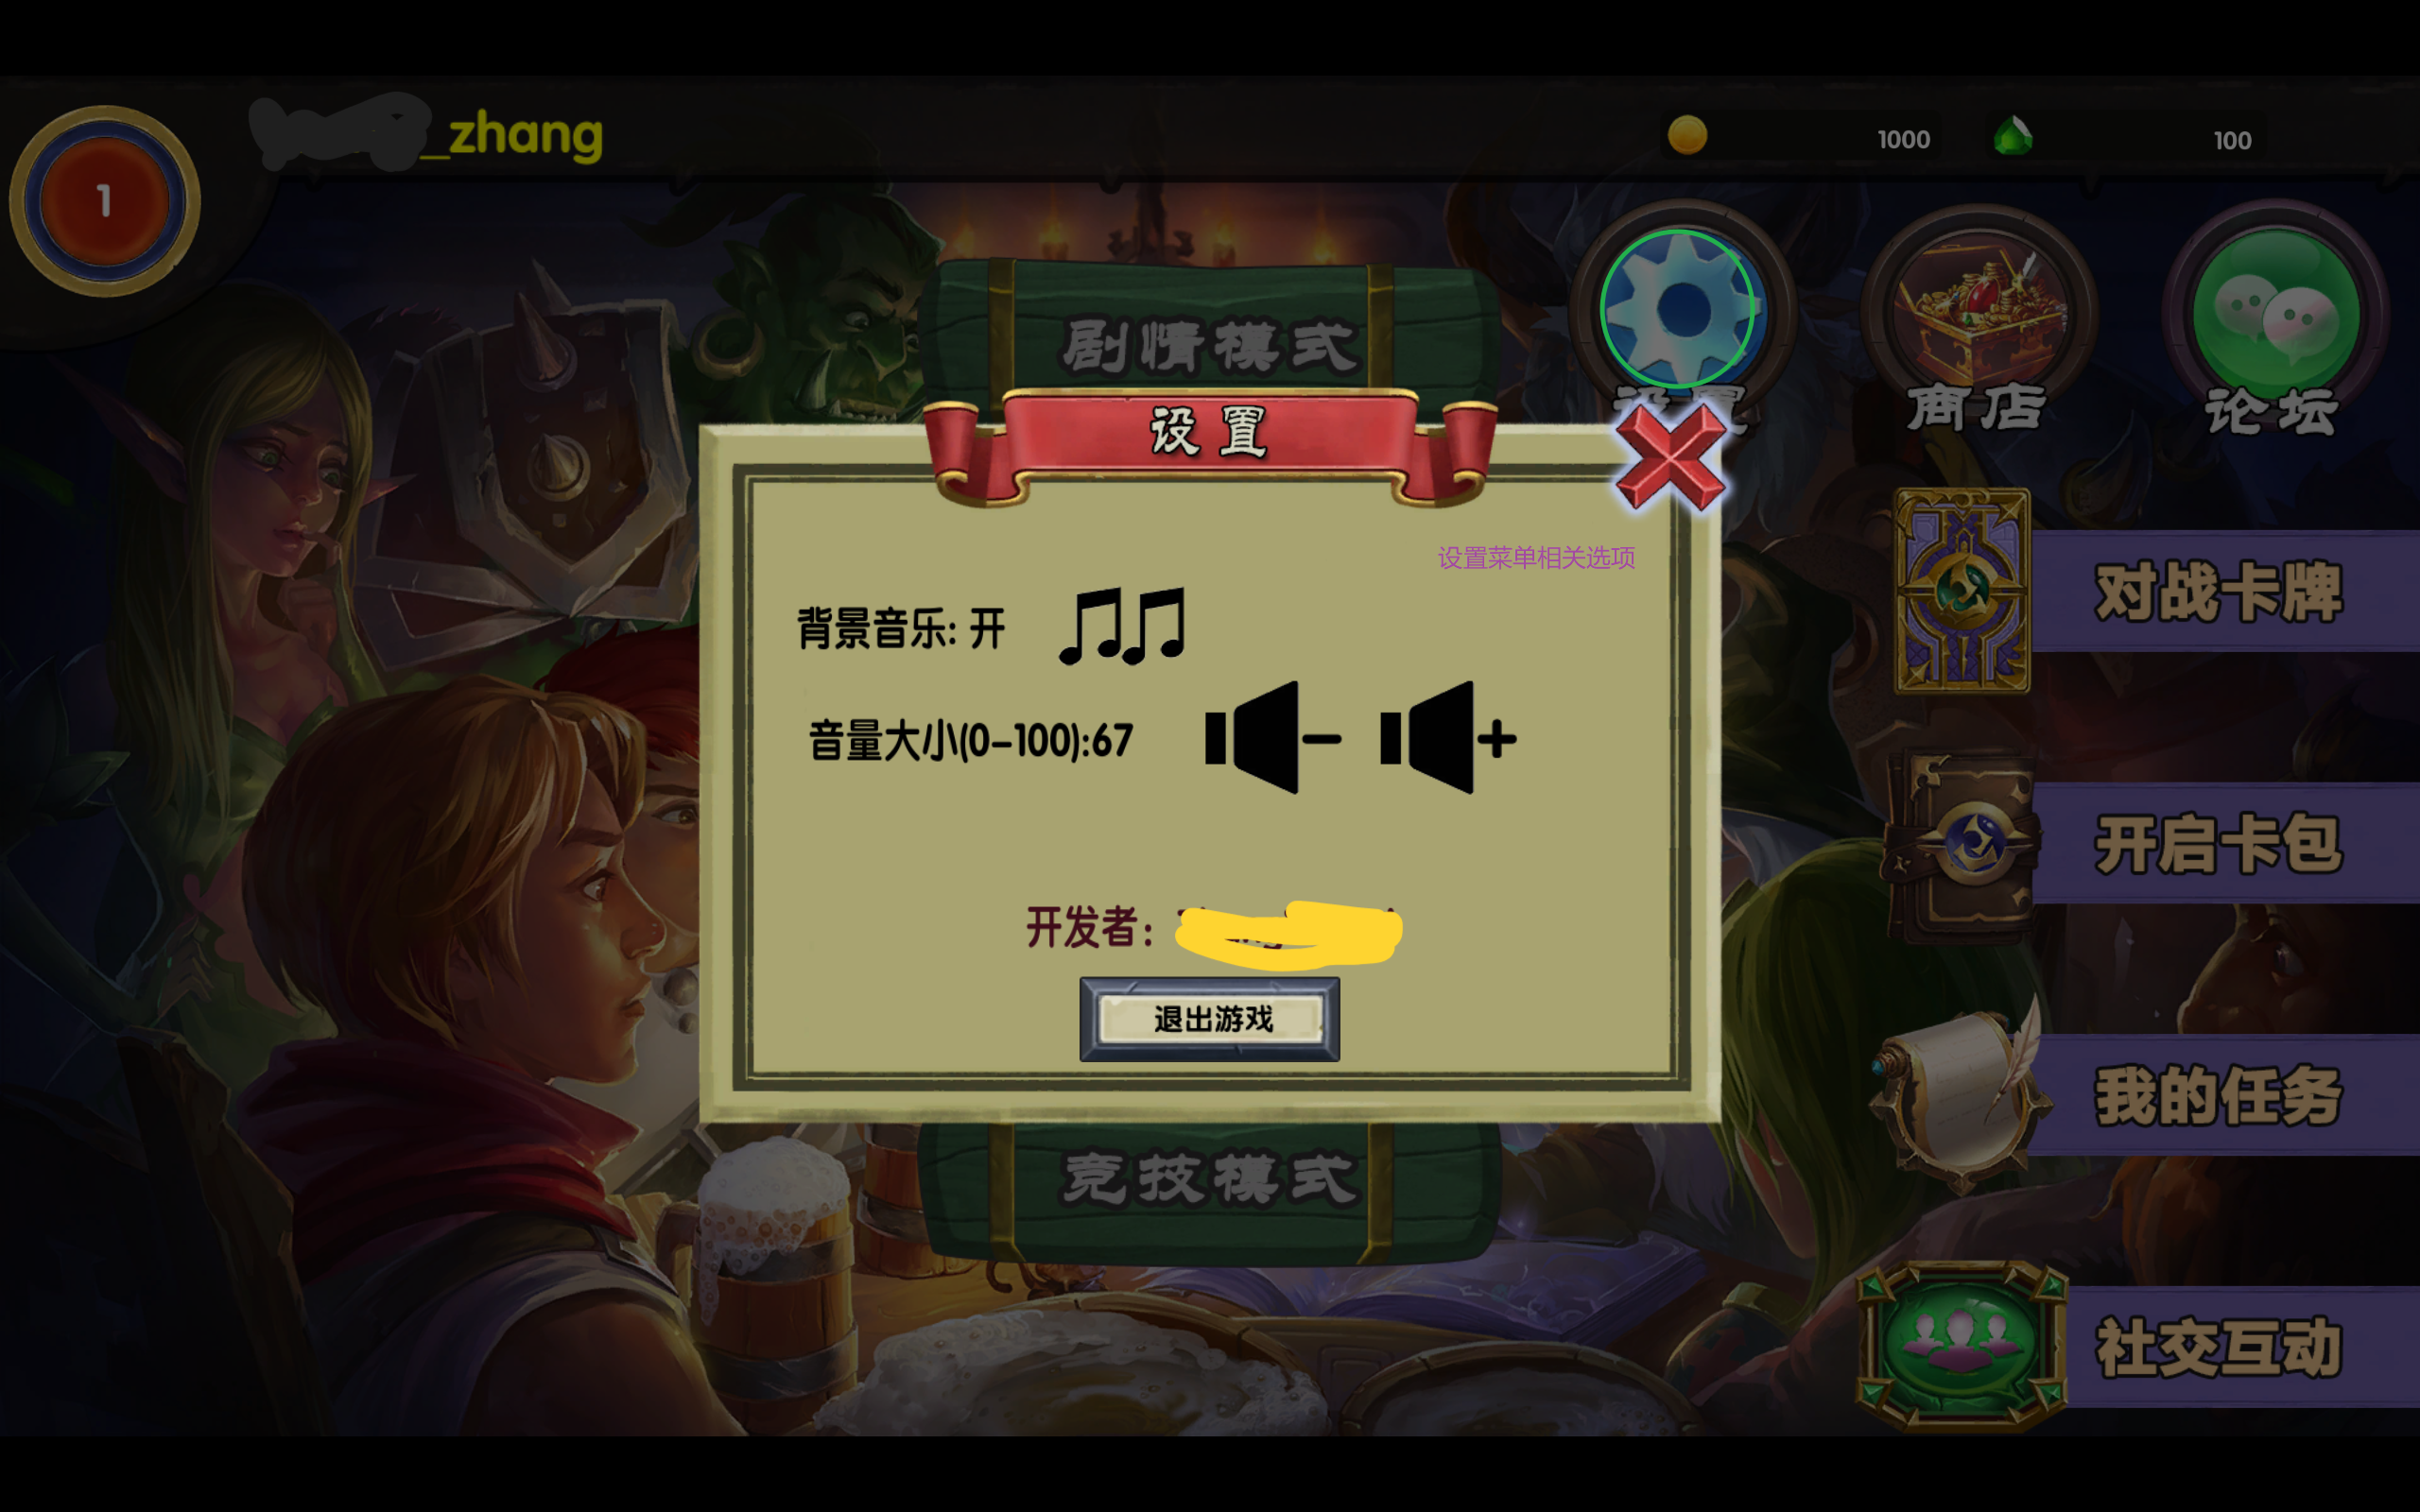 1
_zhang
1000
100
剧情模式
设置
设置
商店
论坛
设置菜单相关选项
背景音乐: 开
音量大小(0-100):67
开发者:
退出游戏
竞技模式
对战卡牌
开启卡包
我的任务
社交互动